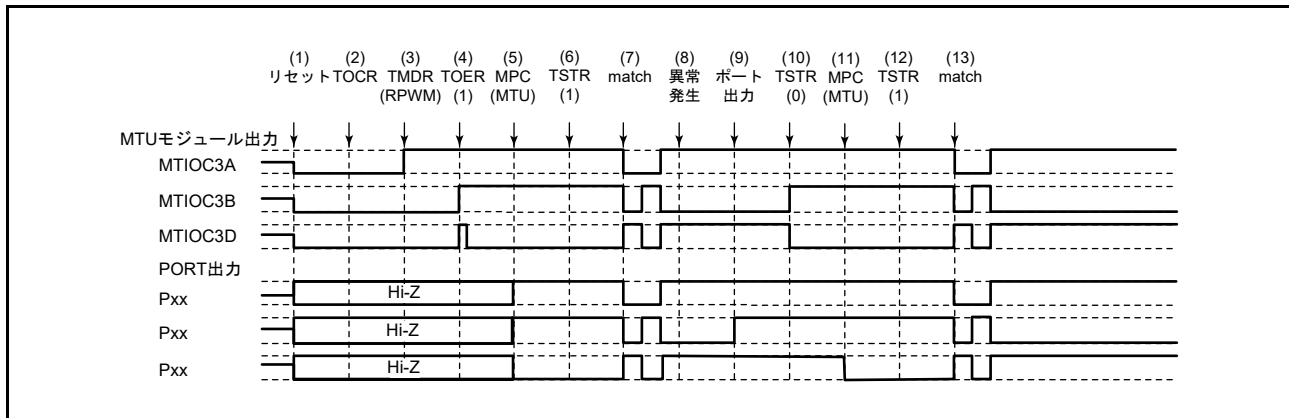 (1) (2) (3) (4) (5) (6) (7) (8) (9) (10) (11) (12) (13)
リセット TOCR TMDR TOER MPC TSTR match 異常 ポート TSTR MPC TSTR match
(RPWM) (1) (MTU) (1) 発生 出力 (0) (MTU) (1)
MTUモジュール出力
MTIOC3A
MTIOC3B
MTIOC3D
PORT出力
Pxx Hi-Z
Pxx Hi-Z
Pxx Hi-Z